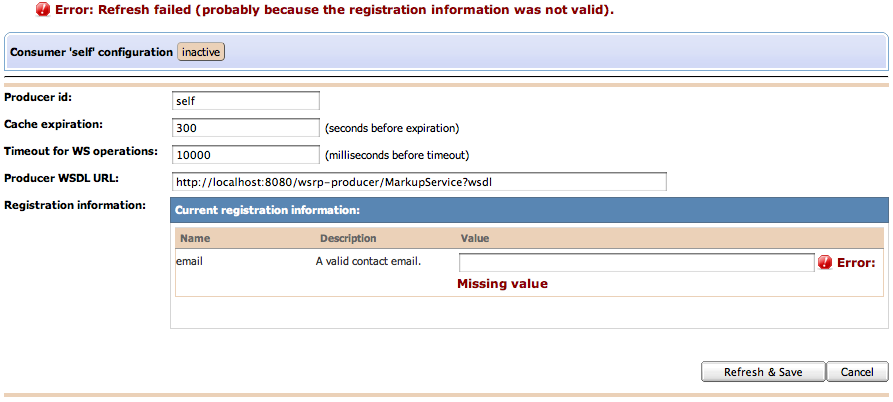 Error: Refresh failed (probably because the registration information was not valid).
Consumer 'self' configuration inactive
Producer id: self
Cache expiration: 300 (seconds before expiration)
Timeout for WS operations: 10000 (milliseconds before timeout)
Producer WSDL URL: http://localhost:8080/wsrp-producer/MarkupService?wsdl
Registration information: Current registration information:
Name Description Value
email A valid contact email. Error:
Missing value
Refresh & Save Cancel